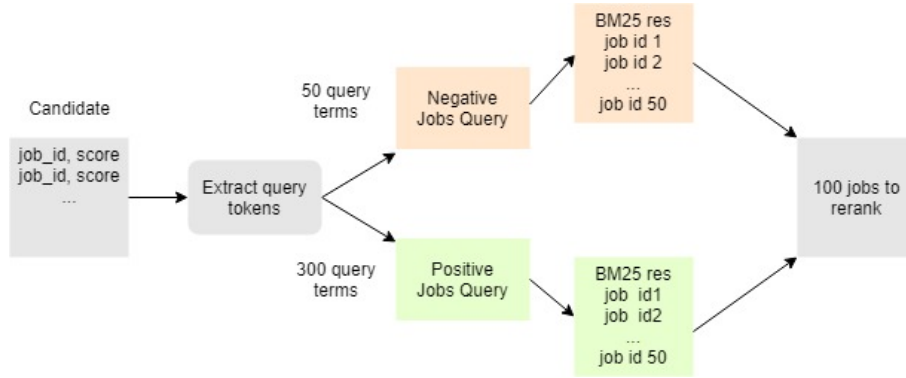 Candidate
job_id, score
job_id, score
...
Extract query
tokens
50 query
terms
Negative
Jobs Query
BM25 res
job id 1
job id 2
...
job id 50
300 query
terms
Positive
Jobs Query
BM25 res
job id1
job id2
...
job id 50
100 jobs to
rerank